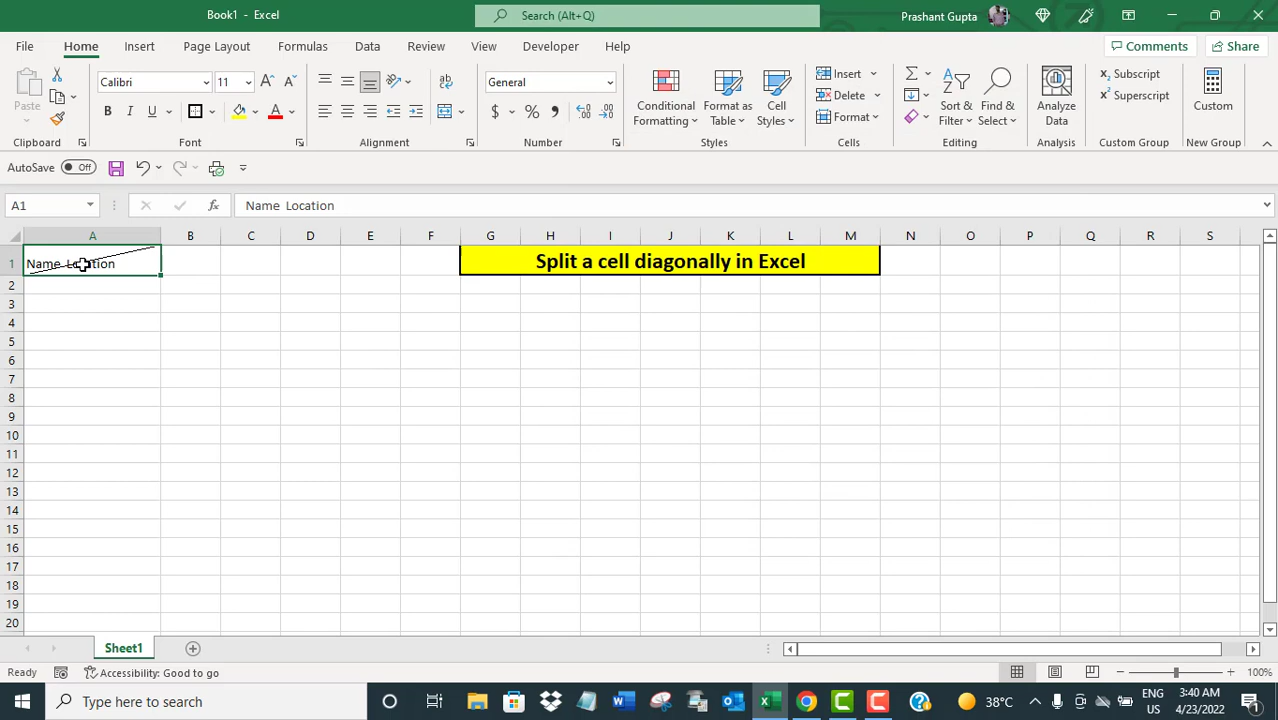 Book1 - Excel
Search (Alt+Q)
Prashant Gupta
File Home Insert Page Layout Formulas Data Review View Developer Help
Comments Share
Paste
Clipboard
Calibri 11
B I U
Font
Alignment
General
$ %
Number
Conditional Formatting
Format as Table
Cell Styles
Styles
Insert
Delete
Format
Cells
Sort & Filter
Find & Select
Editing
Analyze Data
Analysis
Subscript
Superscript
Custom Group
Custom
New Group
AutoSave Off
A1
fx
Name Location
A B C D E F G H I J K L M N O P Q R S
1 Name Location Split a cell diagonally in Excel
2
3
4
5
6
7
8
9
10
11
12
13
14
15
16
17
18
19
20
Sheet1
Ready Accessibility: Good to go 100%
Type here to search
38°C
ENG
US
3:40 AM
4/23/2022